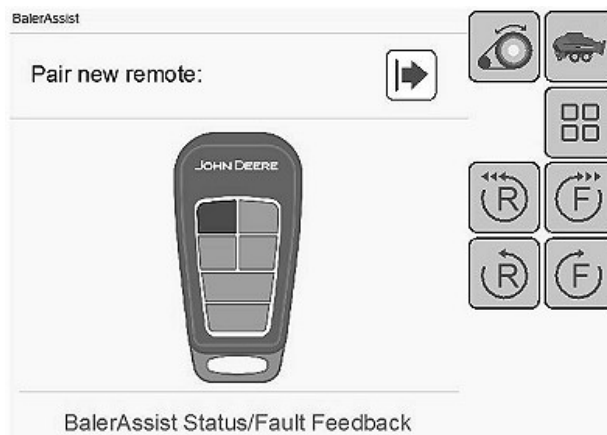 BalerAssist
Pair new remote:
JOHN DEERE
R
F
R
F
BalerAssist Status/Fault Feedback